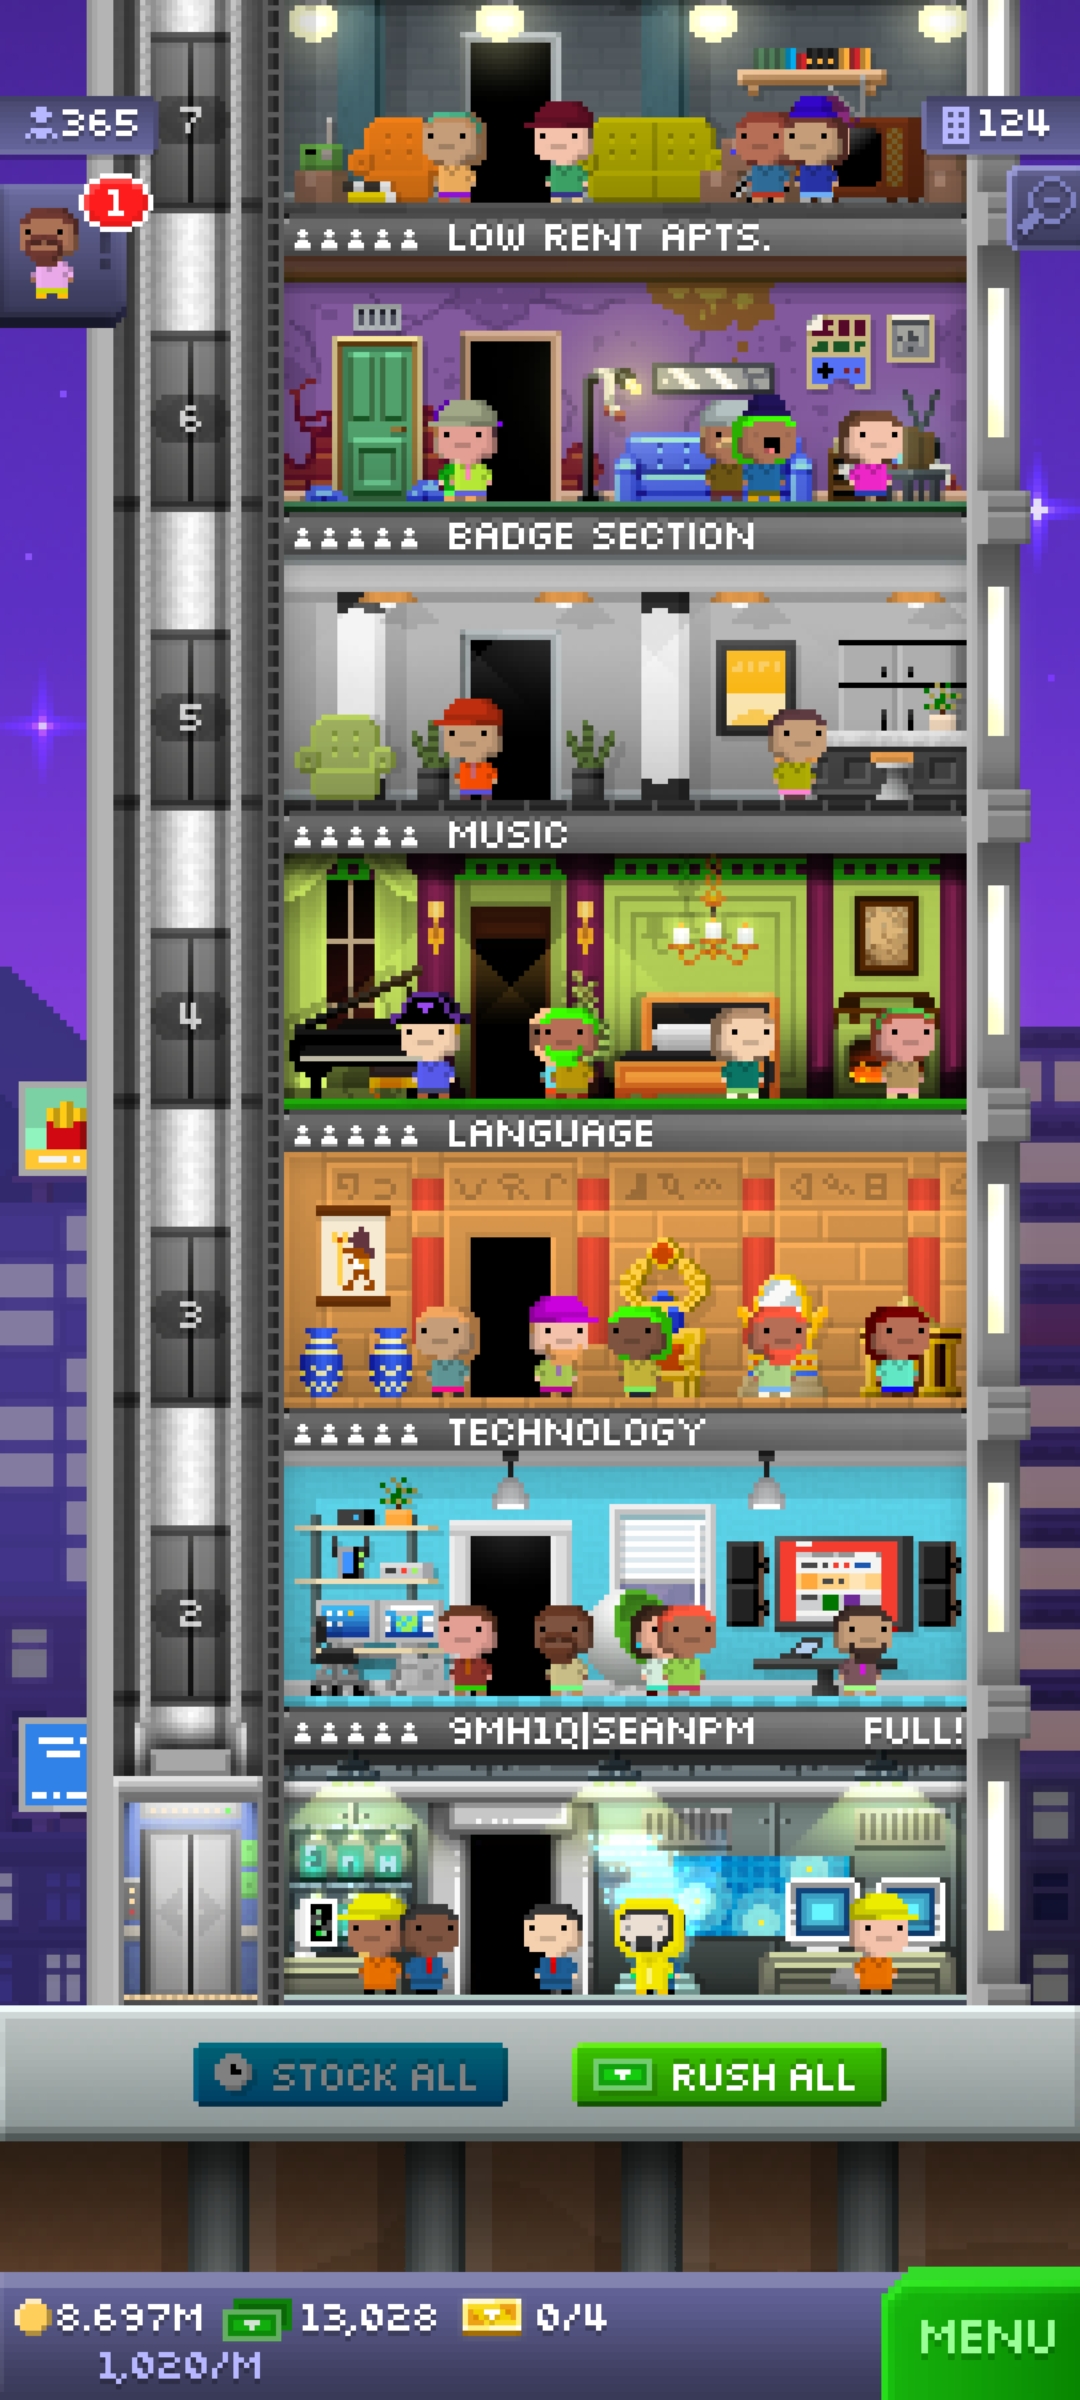 365
7
124
1
LOW RENT APTS.
6
BADGE SECTION
5
MUSIC
4
LANGUAGE
3
TECHNOLOGY
2
9MH1Q|SEANPM FULL!
STOCK ALL
RUSH ALL
8.697M 13,028 0/4
1,020/M
MENU